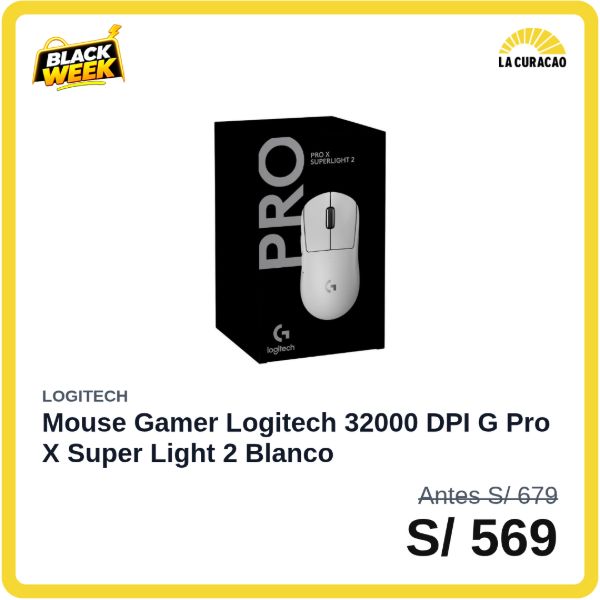 BLACK
WEEK
LA CURACAO
PRO
PRO X
SUPERLIGHT 2
G
logitech
LOGITECH
Mouse Gamer Logitech 32000 DPI G Pro
X Super Light 2 Blanco
Antes S/ 679
S/ 569